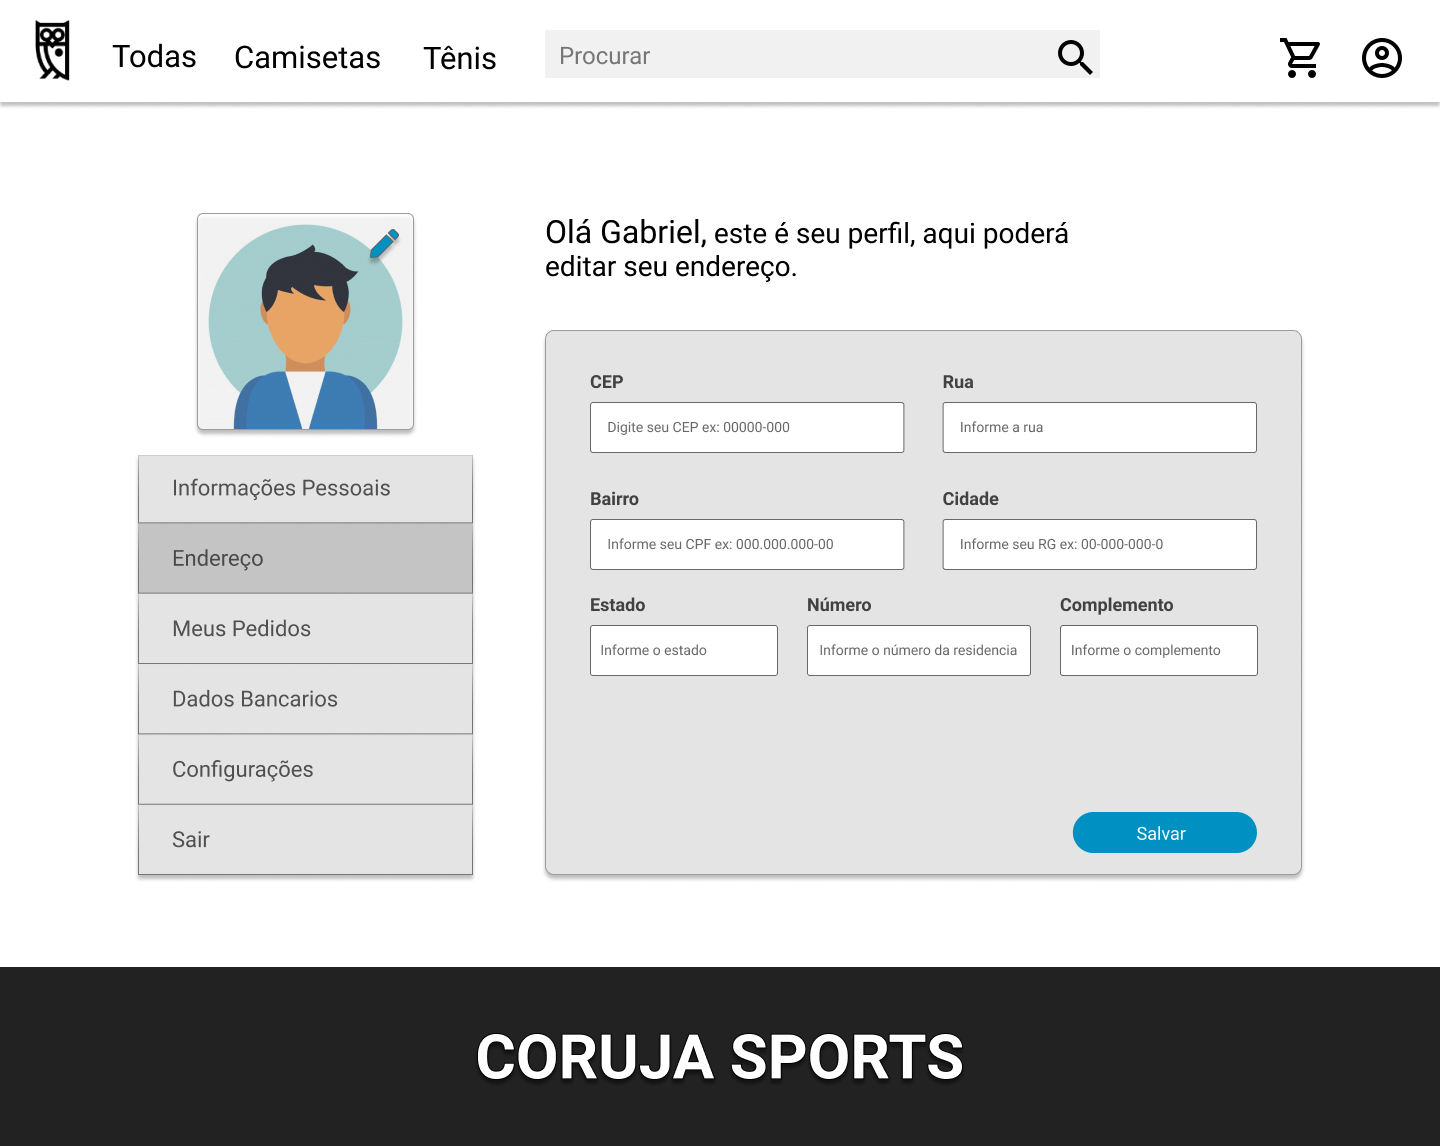 Todas
Camisetas
Tênis
Procurar
Olá Gabriel, este é seu perfil, aqui poderá
editar seu endereço.
Informações Pessoais
Endereço
Meus Pedidos
Dados Bancarios
Configurações
Sair
CEP
Rua
Digite seu CEP ex: 00000-000
Informe a rua
Bairro
Cidade
Informe seu CPF ex: 000.000.000-00
Informe seu RG ex: 00-000-000-0
Estado
Número
Complemento
Informe o estado
Informe o número da residencia
Informe o complemento
Salvar
CORUJA SPORTS